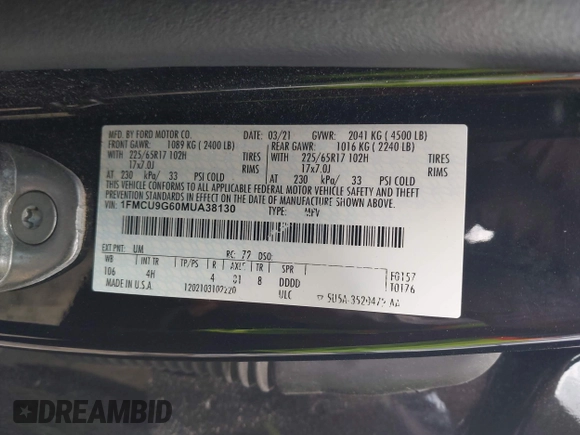 MFD. BY FORD MOTOR CO. 03/21 GVWR: 2041 KG ( 4500 LB)
FRONT GAWR: 1089 KG ( 2400 LB) REAR GAWR: 1016 KG ( 2240 LB)
WITH 225/65R17 102H TIRES WITH 225/65R17 102H TIRES
17x7.0J RIMS 17x7.0J RIMS
AT 230 kPa/ 33 PSI COLD AT 230 kPa/ 33 PSI COLD
THIS VEHICLE CONFORMS TO ALL APPLICABLE FEDERAL MOTOR VEHICLE SAFETY AND THEFT
PREVENTION STANDARDS IN EFFECT ON THE DATE OF MANUFACTURE SHOWN ABOVE.
VIN: 1FMCU9G60MUA38130 TYPE: MPV
EXT PNT: UM RC: 72 DSO: F0157
WB INT TR TP/PS R AXLE TR SPR T0176
106 4H 4 81 8 DDDD
MADE IN U.S.A. 1202103102220 ULC
DREAMBID